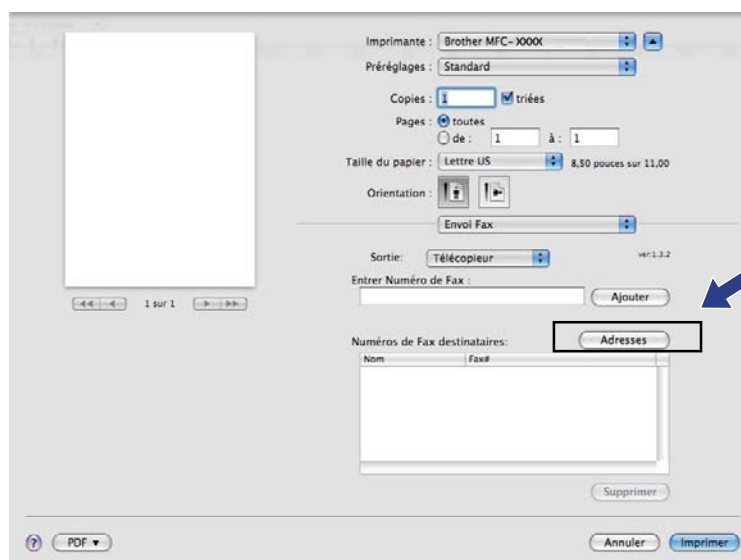 Imprimante : Brother MFC-XXXX
Préréglages : Standard
Copies : 1 triées
Pages : toutes
de : 1 à : 1
Taille du papier : Lettre US 8,50 pouces sur 11,00
Orientation :
Envoi Fax
Sortie: Télécopieur ver:1.3.2
Entrer Numéro de Fax :
Ajouter
1 sur 1
Numéros de Fax destinataires: Adresses
Nom Fax#
Supprimer
? PDF Annuler Imprimer